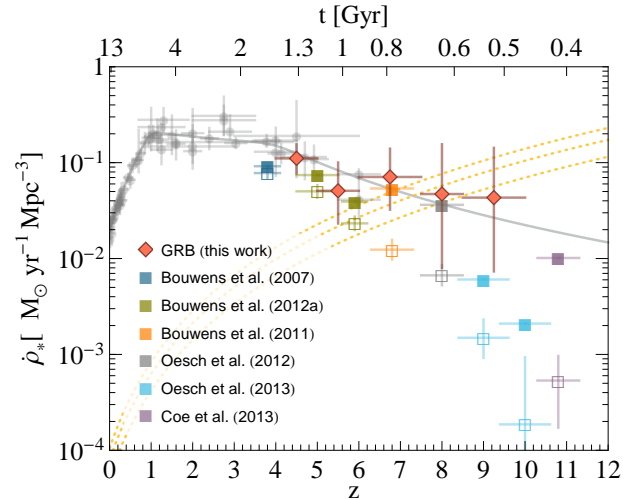 t [Gyr]
13 4 2 1.3 1 0.8 0.6 0.5 0.4
1
10⁻¹
10⁻²
10⁻³
10⁻⁴
ρ̇* [ M⊙ yr⁻¹ Mpc⁻³]
GRB (this work)
Bouwens et al. (2007)
Bouwens et al. (2012a)
Bouwens et al. (2011)
Oesch et al. (2012)
Oesch et al. (2013)
Coe et al. (2013)
0 1 2 3 4 5 6 7 8 9 10 11 12
z